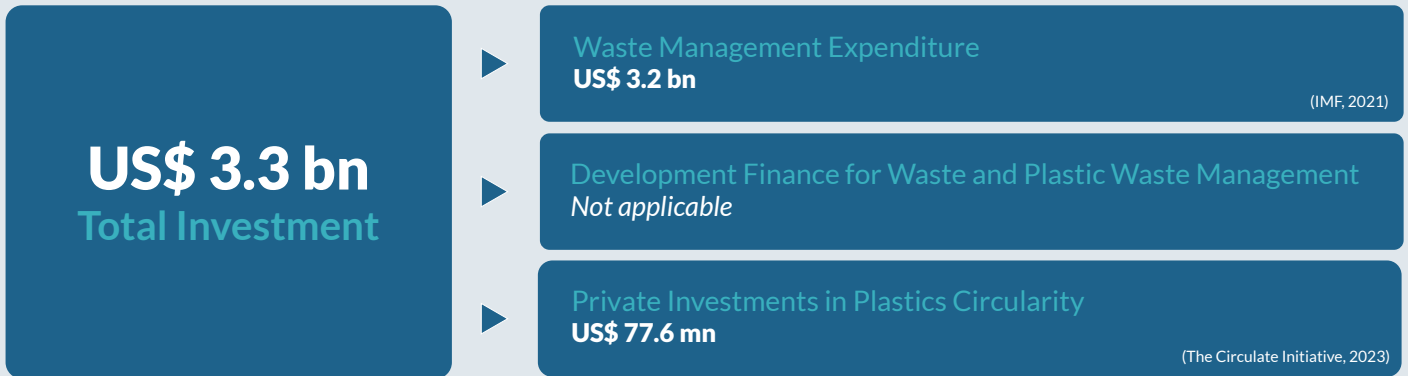 US$ 3.3 bn
Total Investment
Waste Management Expenditure
US$ 3.2 bn
(IMF, 2021)
Development Finance for Waste and Plastic Waste Management
Not applicable
Private Investments in Plastics Circularity
US$ 77.6 mn
(The Circulate Initiative, 2023)